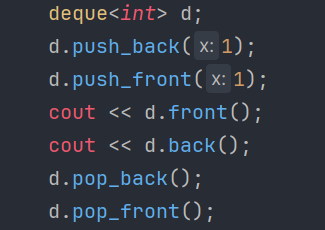 deque<int> d;
d.push_back( x: 1);
d.push_front( x: 1);
cout << d.front();
cout << d.back();
d.pop_back();
d.pop_front();